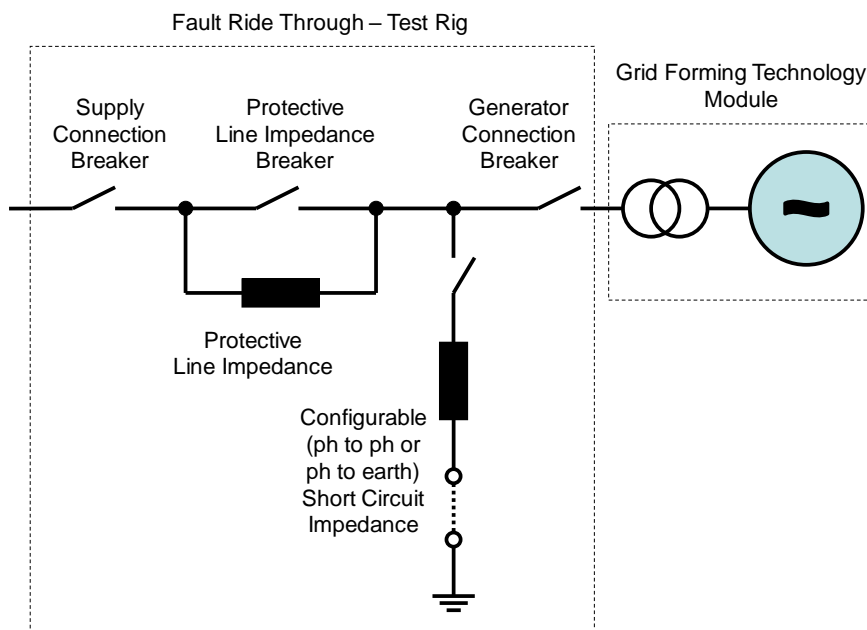 Fault Ride Through – Test Rig
Grid Forming Technology
Module
Supply
Connection
Breaker
Protective
Line Impedance
Breaker
Generator
Connection
Breaker
Protective
Line Impedance
Configurable
(ph to ph or
ph to earth)
Short Circuit
Impedance